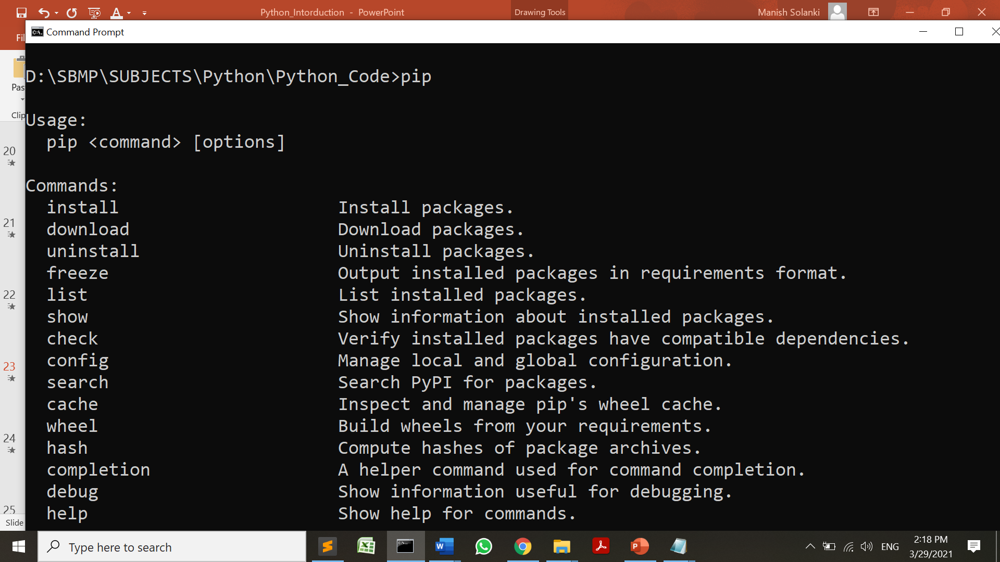 Python_Intorduction - PowerPoint
Drawing Tools
Manish Solanki
Command Prompt
D:\SBMP\SUBJECTS\Python\Python_Code>pip
Usage:
pip <command> [options]
Commands:
install Install packages.
download Download packages.
uninstall Uninstall packages.
freeze Output installed packages in requirements format.
list List installed packages.
show Show information about installed packages.
check Verify installed packages have compatible dependencies.
config Manage local and global configuration.
search Search PyPI for packages.
cache Inspect and manage pip's wheel cache.
wheel Build wheels from your requirements.
hash Compute hashes of package archives.
completion A helper command used for command completion.
debug Show information useful for debugging.
help Show help for commands.
20
21
22
23
24
25
Slide
Type here to search
ENG
2:18 PM
3/29/2021